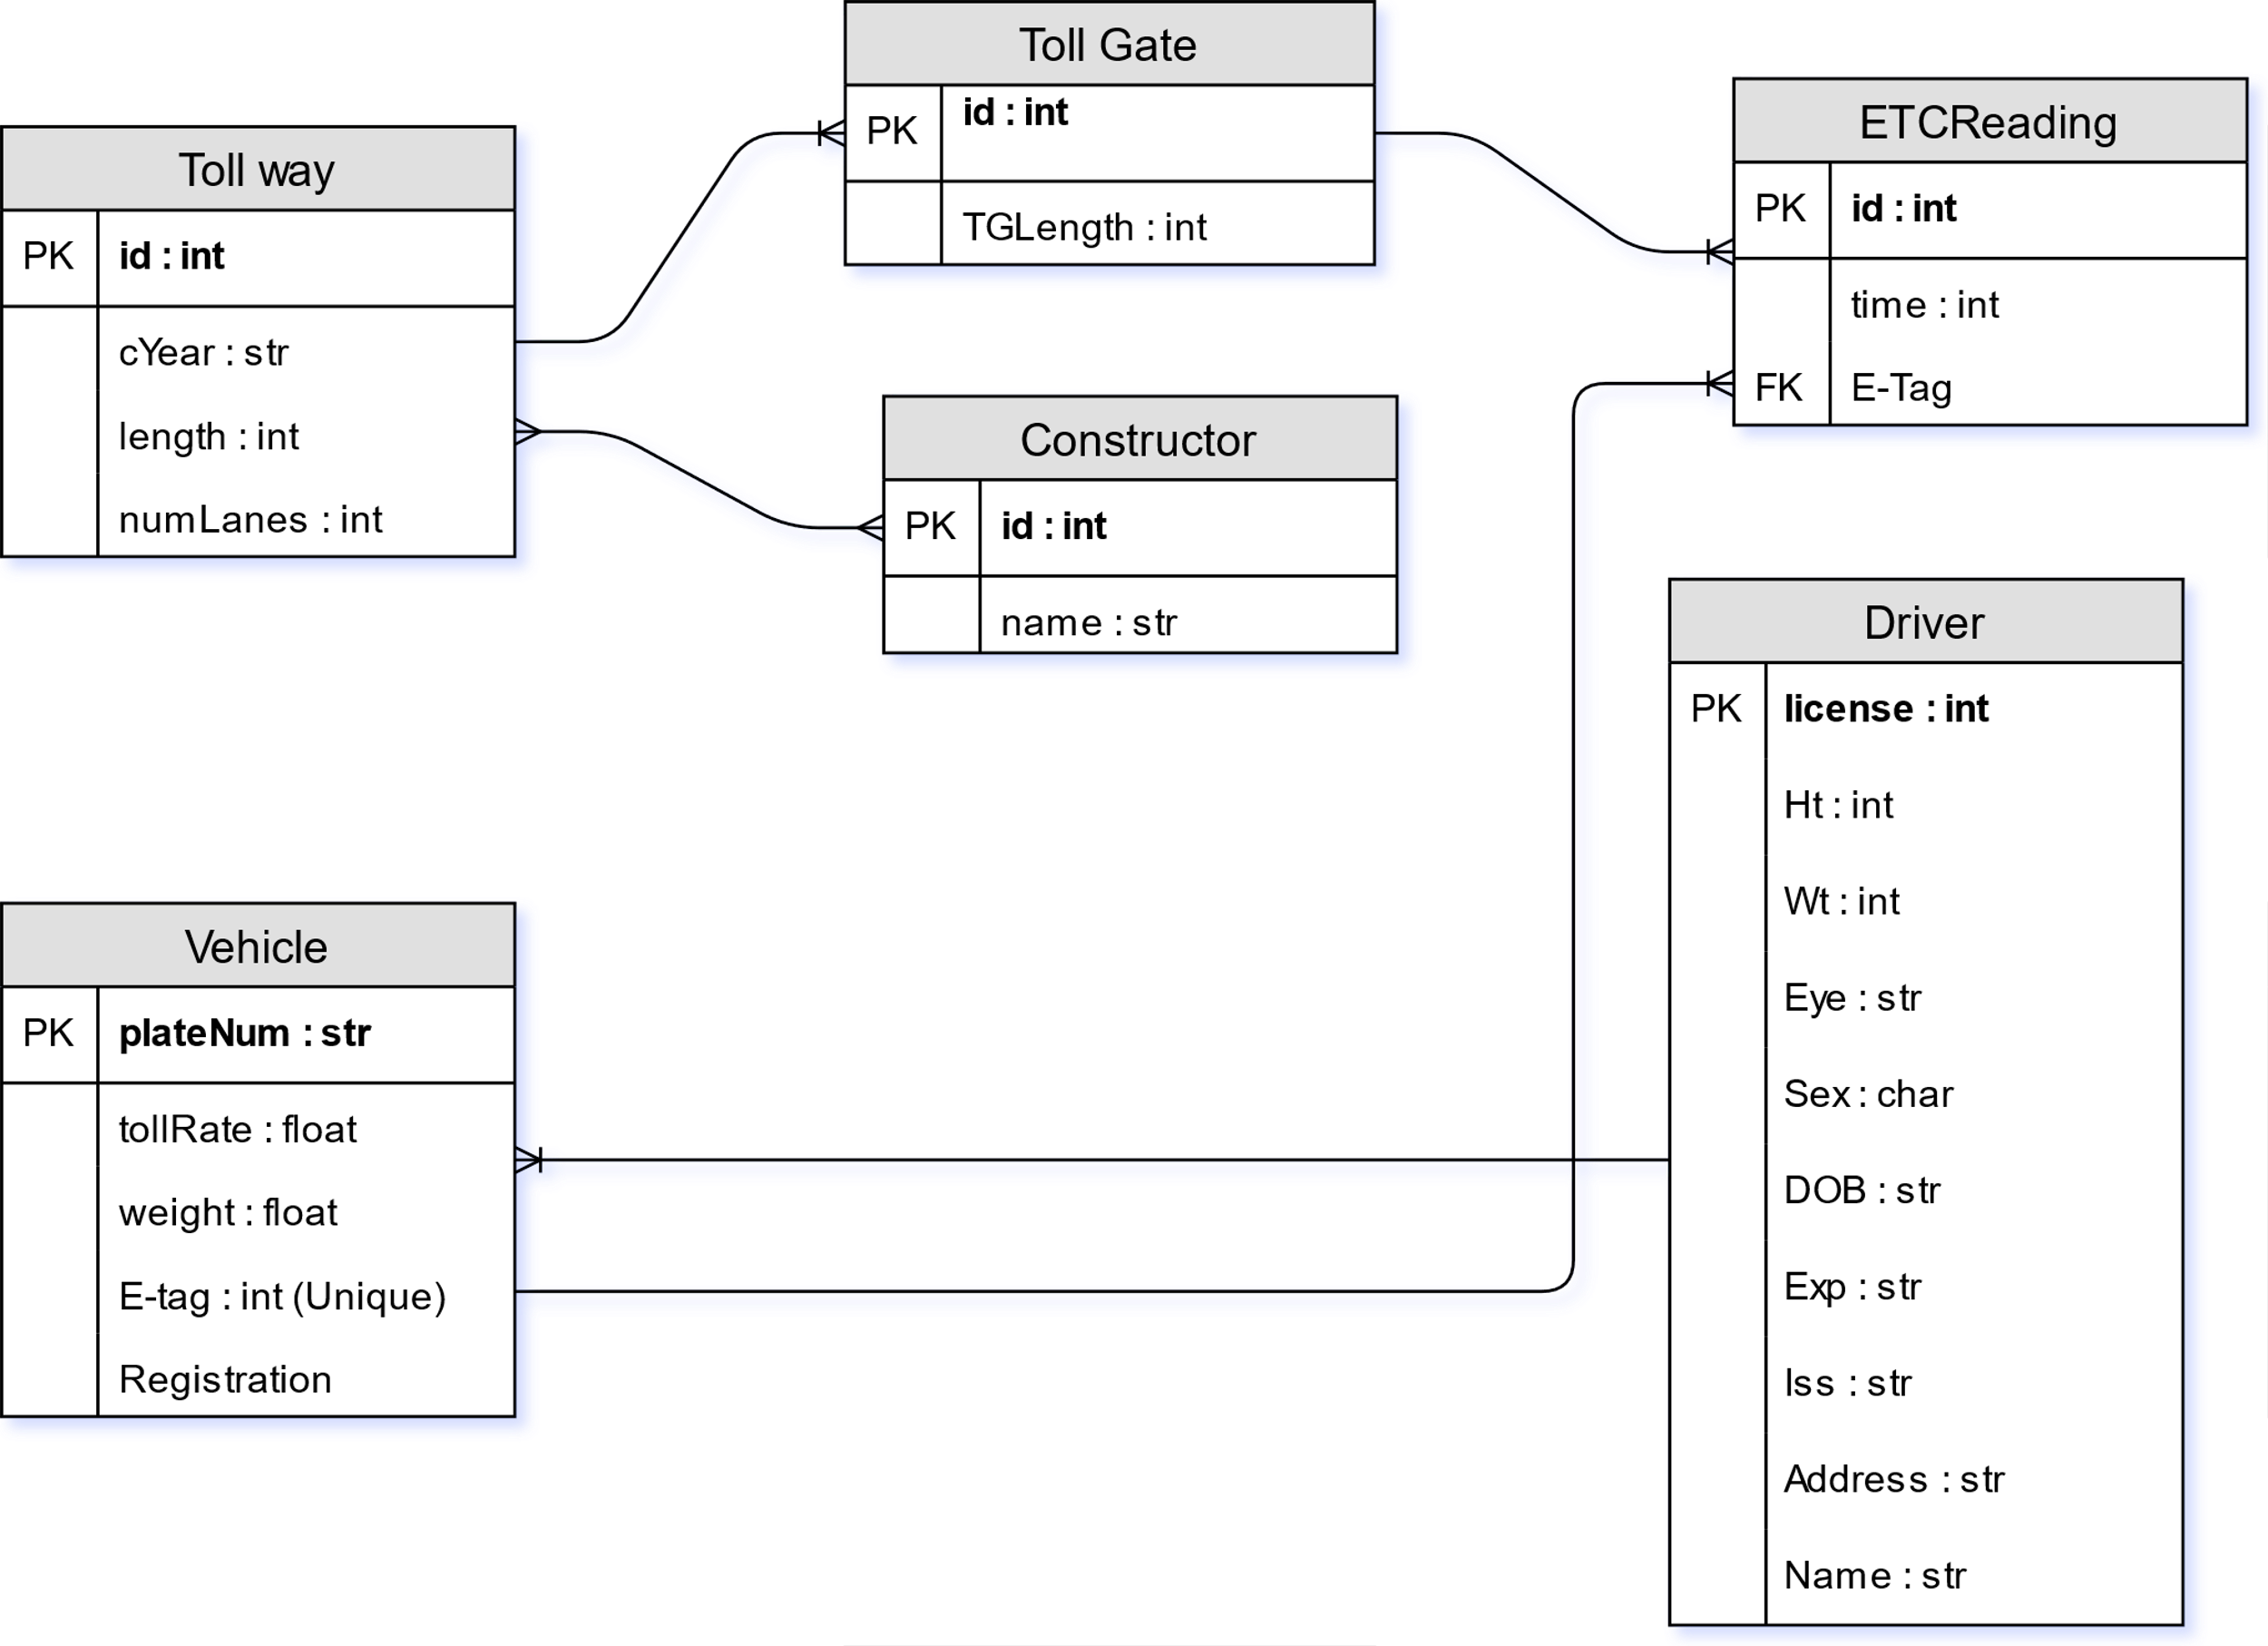 Toll Gate
PK id : int
TGLength : int
ETCReading
PK id : int
time : int
FK E-Tag
Toll way
PK id : int
cYear : str
length : int
numLanes : int
Constructor
PK id : int
name : str
Driver
PK license : int
Ht : int
Wt : int
Eye : str
Sex : char
DOB : str
Exp : str
Iss : str
Address : str
Name : str
Vehicle
PK plateNum : str
tollRate : float
weight : float
E-tag : int (Unique)
Registration